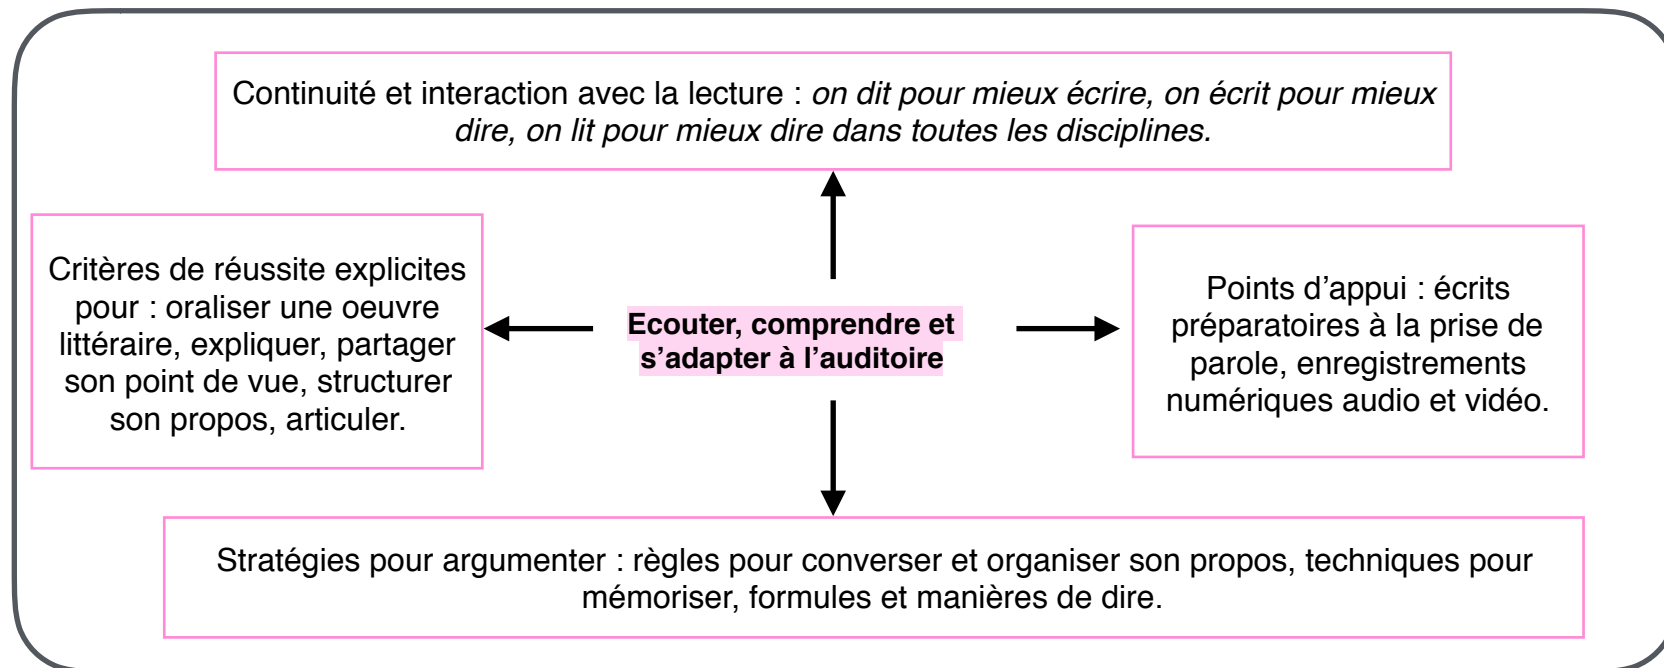 Continuité et interaction avec la lecture : on dit pour mieux écrire, on écrit pour mieux
dire, on lit pour mieux dire dans toutes les disciplines.
Critères de réussite explicites
pour : oraliser une oeuvre
littéraire, expliquer, partager
son point de vue, structurer
son propos, articuler.
Ecouter, comprendre et
s’adapter à l’auditoire
Points d’appui : écrits
préparatoires à la prise de
parole, enregistrements
numériques audio et vidéo.
Stratégies pour argumenter : règles pour converser et organiser son propos, techniques pour
mémoriser, formules et manières de dire.